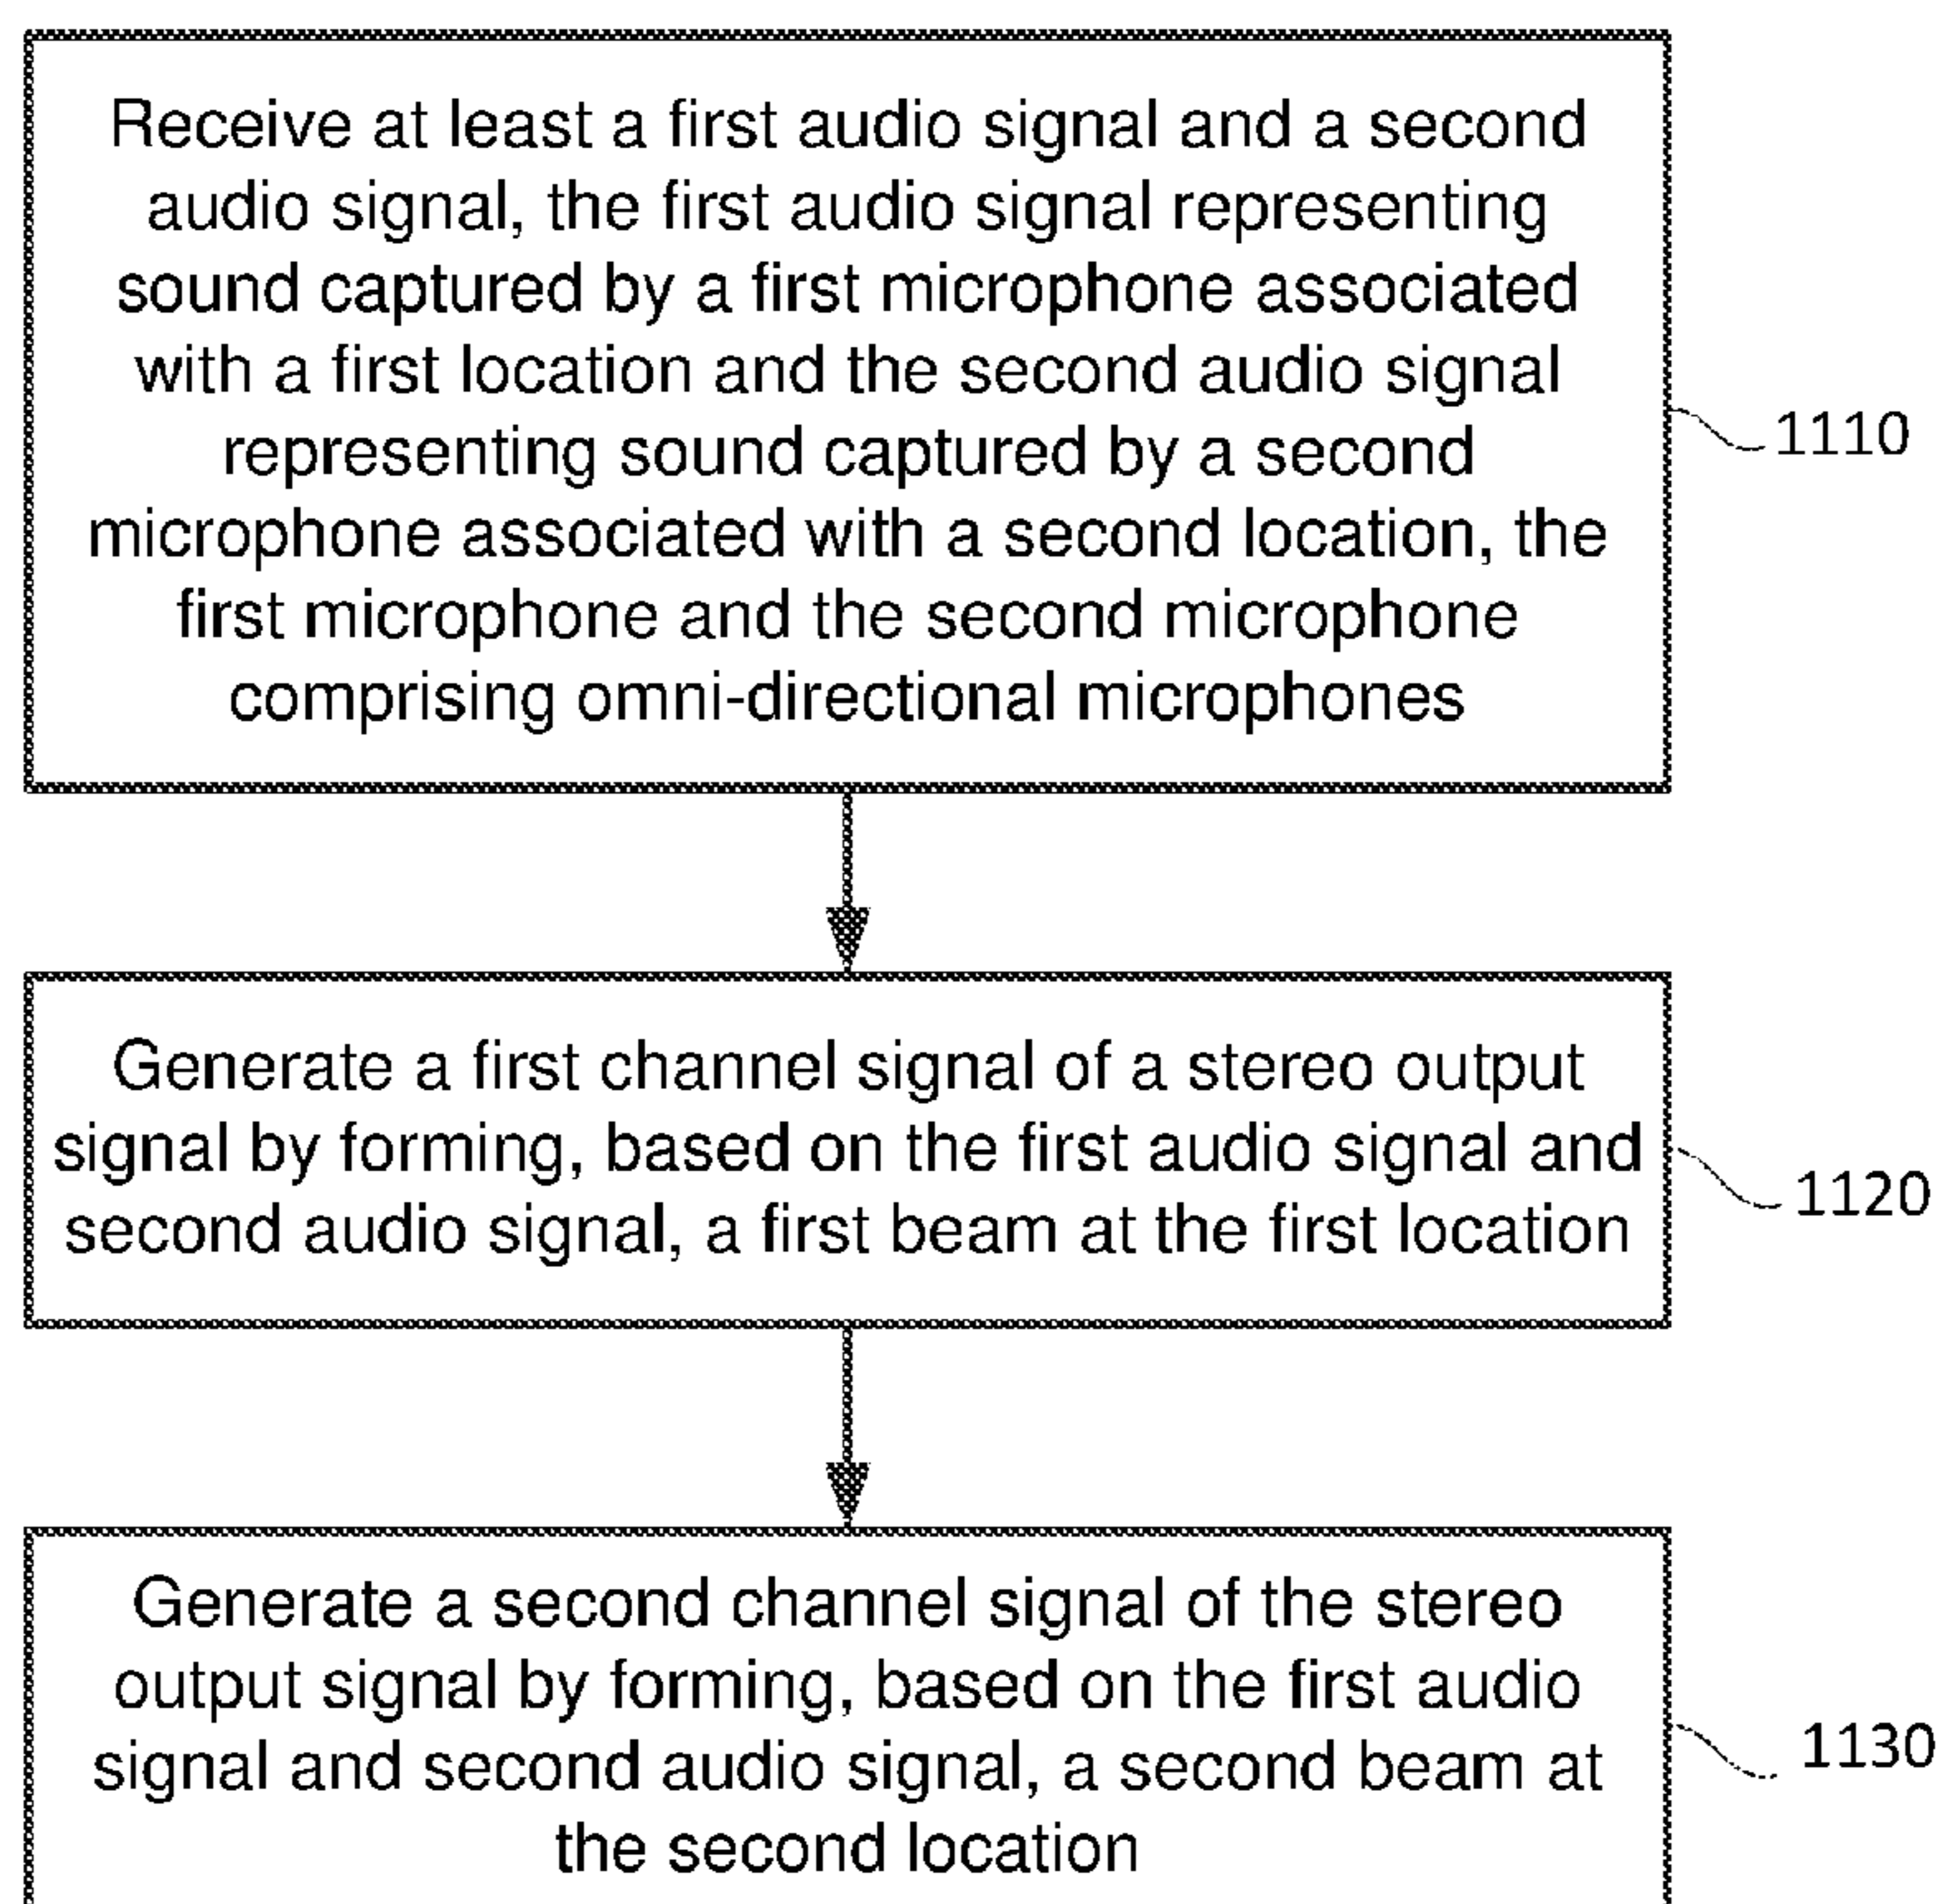 Receive at least a first audio signal and a second
audio signal, the first audio signal representing
sound captured by a first microphone associated
with a first location and the second audio signal
representing sound captured by a second
microphone associated with a second location, the
first microphone and the second microphone
comprising omni-directional microphones
1110
Generate a first channel signal of a stereo output
signal by forming, based on the first audio signal and
second audio signal, a first beam at the first location
1120
Generate a second channel signal of the stereo
output signal by forming, based on the first audio
signal and second audio signal, a second beam at
the second location
1130